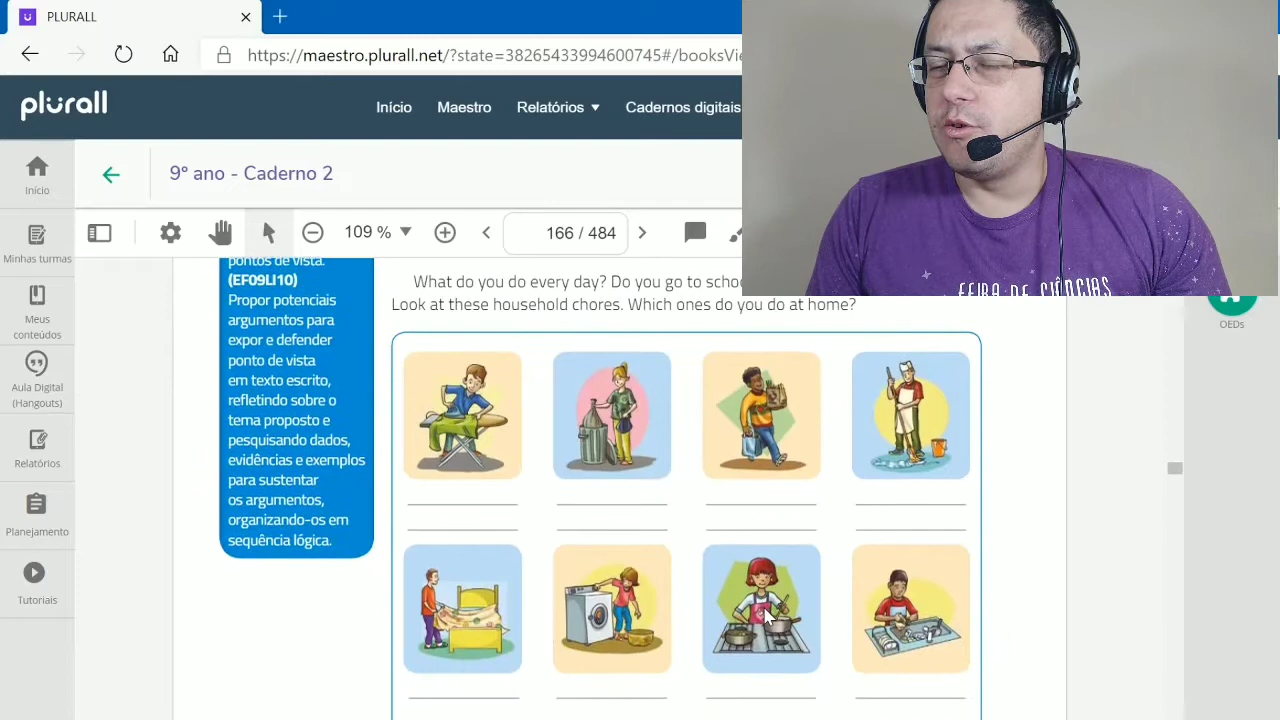 PLURALL
https://maestro.plurall.net/?state=38265433994600745#/booksVie
plurall
Início
Maestro
Relatórios
Cadernos digitais
Início
Minhas turmas
Meus
conteúdos
Aula Digital
(Hangouts)
Relatórios
Planejamento
Tutoriais
9º ano - Caderno 2
109 %
166 / 484
pontos de vista.
(EF09LI10)
Propor potenciais
argumentos para
expor e defender
ponto de vista
em texto escrito,
refletindo sobre o
tema proposto e
pesquisando dados,
evidências e exemplos
para sustentar
os argumentos,
organizando-os em
sequência lógica.
What do you do every day? Do you go to schoo
Look at these household chores. Which ones do you do at home?
FEIRA DE CIÊNCIAS
OEDs